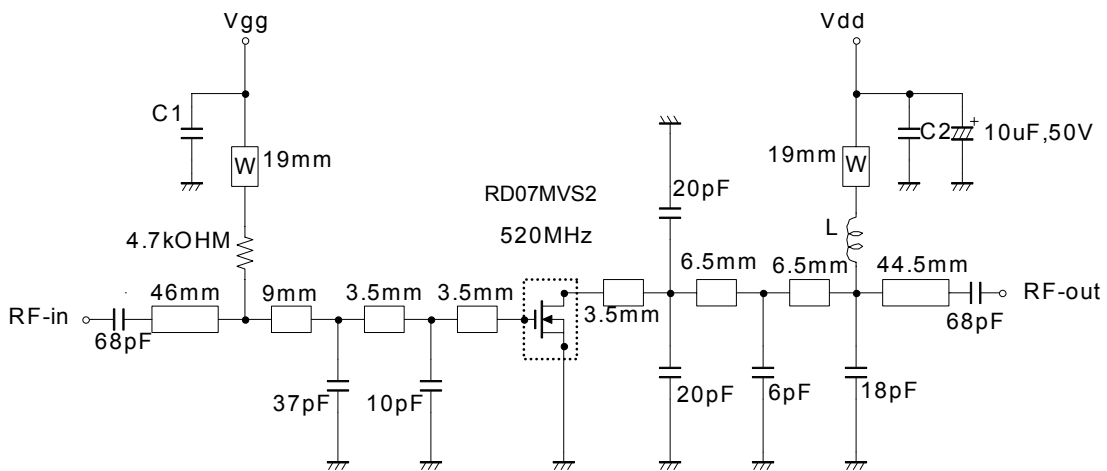 Vgg
Vdd
C1
W
19mm
4.7kOHM
RD07MVS2
520MHz
20pF
19mm
W
C2
+
10uF,50V
L
RF-in
68pF
46mm
9mm
3.5mm
3.5mm
37pF
10pF
3.5mm
6.5mm
6.5mm
44.5mm
68pF
RF-out
20pF
6pF
18pF